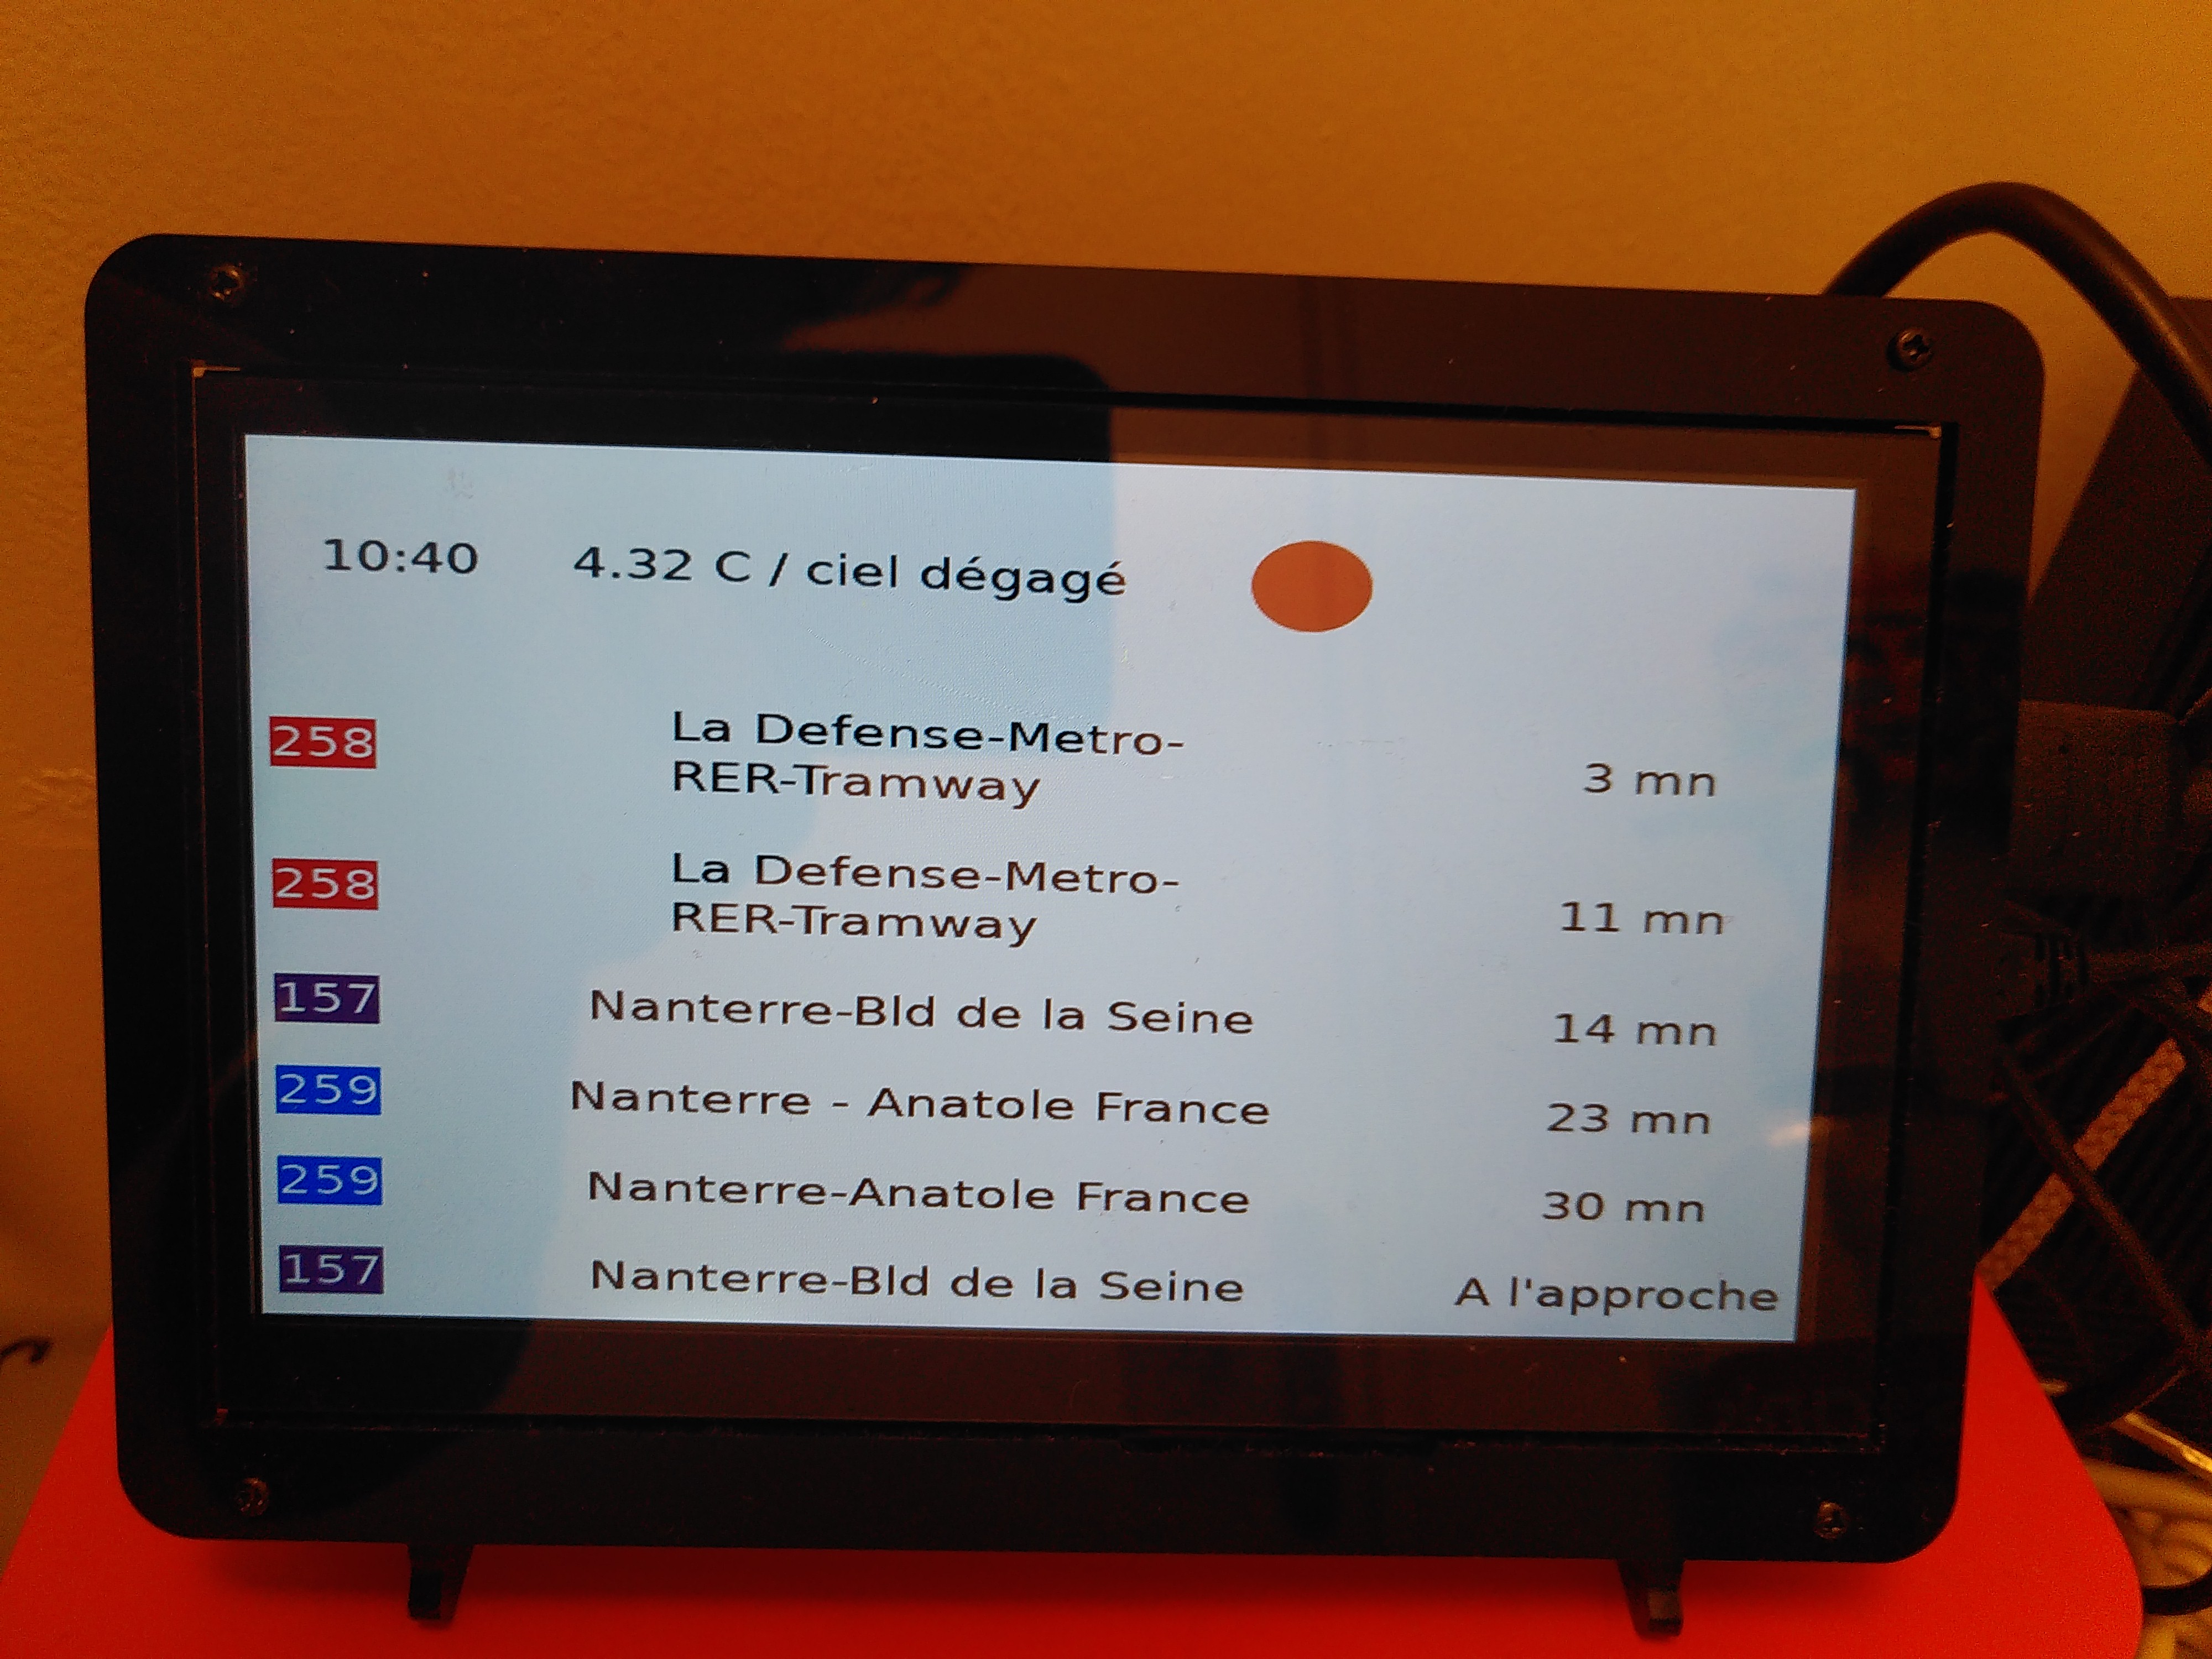 10:40 4.32 C / ciel dégagé
258 La Defense-Metro-
RER-Tramway 3 mn
258 La Defense-Metro-
RER-Tramway 11 mn
157 Nanterre-Bld de la Seine 14 mn
259 Nanterre - Anatole France 23 mn
259 Nanterre-Anatole France 30 mn
157 Nanterre-Bld de la Seine A l'approche